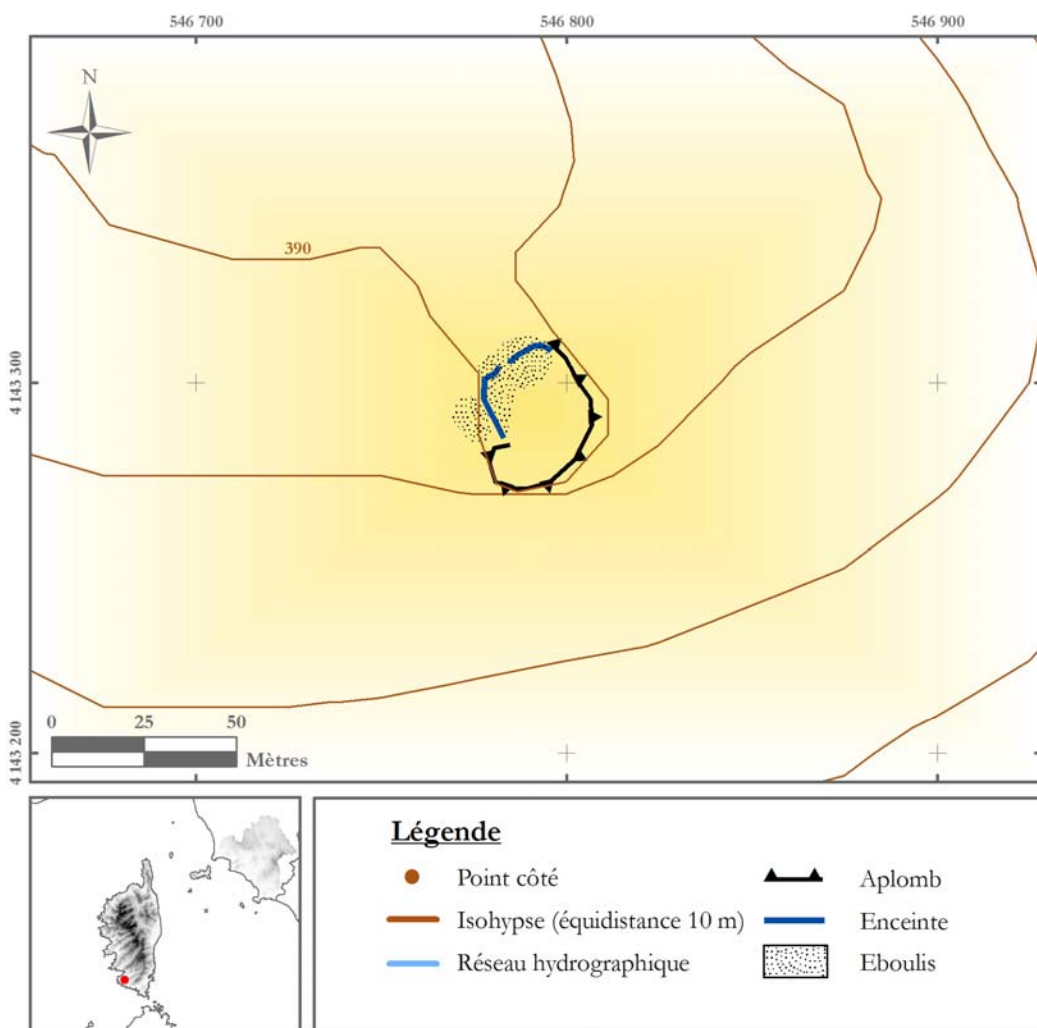 546 700
546 800
546 900
N
390
4 143 300
4 143 200
0 25 50
Mètres
Légende
Point côté
Isohypse (équidistance 10 m)
Réseau hydrographique
Aplomb
Enceinte
Eboulis